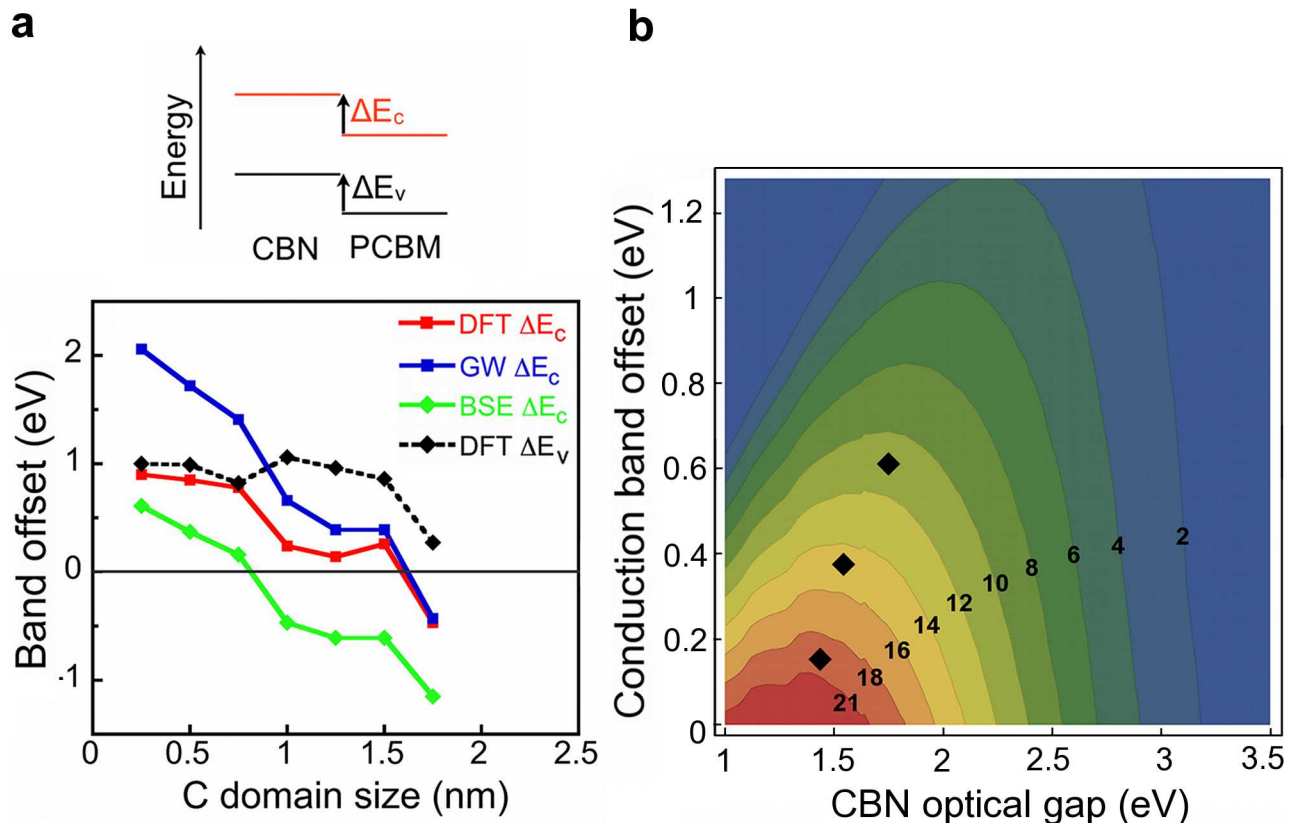 a
b
Energy
ΔEc
ΔEv
CBN
PCBM
Band offset (eV)
2
1
0
-1
DFT ΔEc
GW ΔEc
BSE ΔEc
DFT ΔEv
0
0.5
1
1.5
2
2.5
C domain size (nm)
Conduction band offset (eV)
1.2
1
0.8
0.6
0.4
0.2
0
2
4
6
8
10
12
14
16
18
21
1
1.5
2
2.5
3
3.5
CBN optical gap (eV)